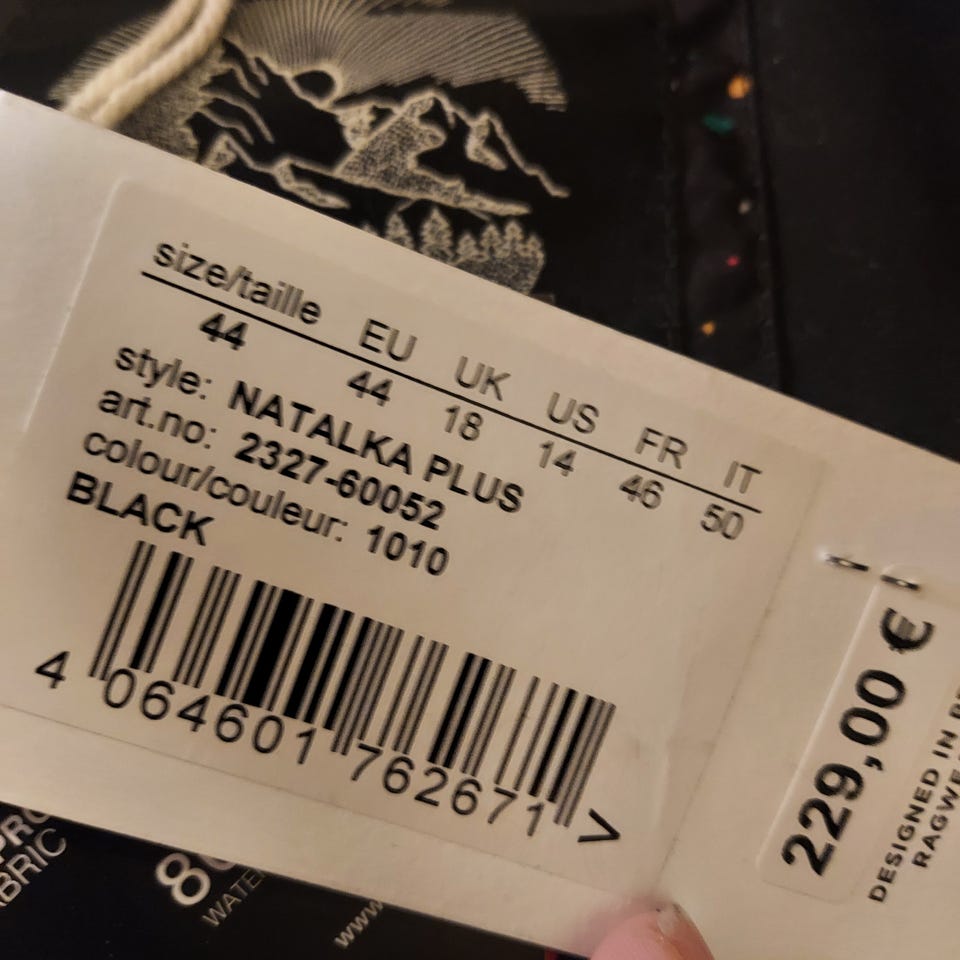 size/taille EU UK US FR IT
44 44 18 14 46 50
style: NATALKA PLUS
art.no: 2327-60052
colour/couleur: 1010
BLACK
4 064601 762671 >
229,00 €
DESIGNED IN
www